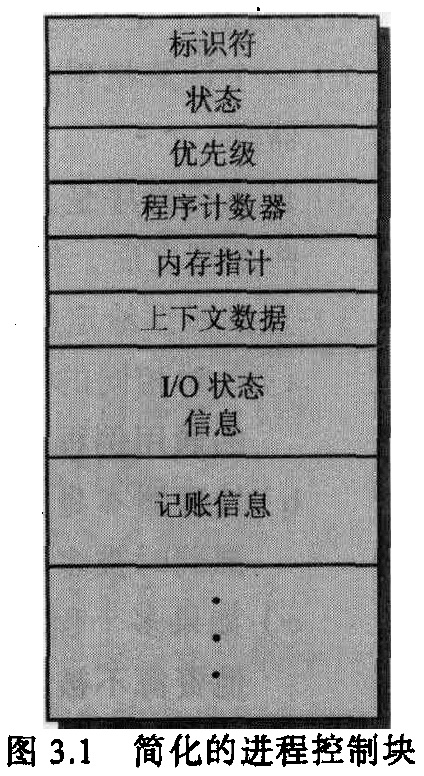 标识符
状态
优先级
程序计数器
内存指计
上下文数据
I/O 状态
信息
记账信息
图 3.1 简化的进程控制块